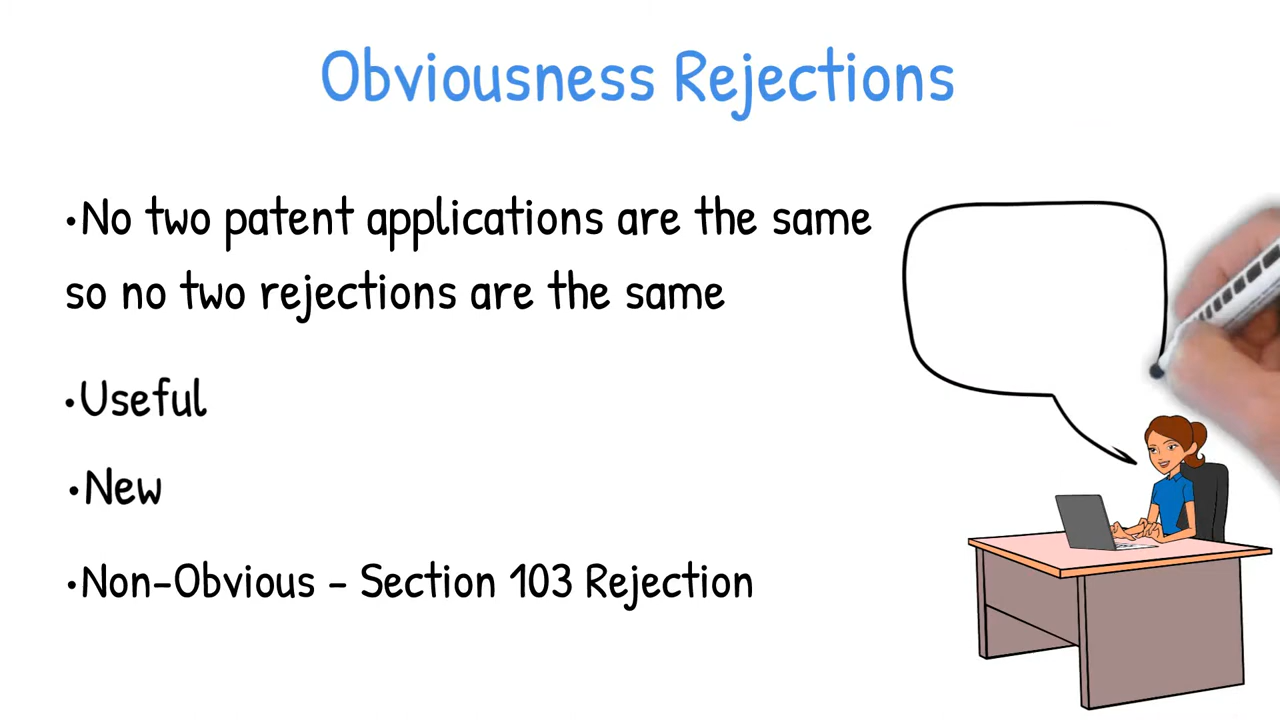 Obviousness Rejections
•No two patent applications are the same
so no two rejections are the same
•Useful
•New
•Non-Obvious - Section 103 Rejection